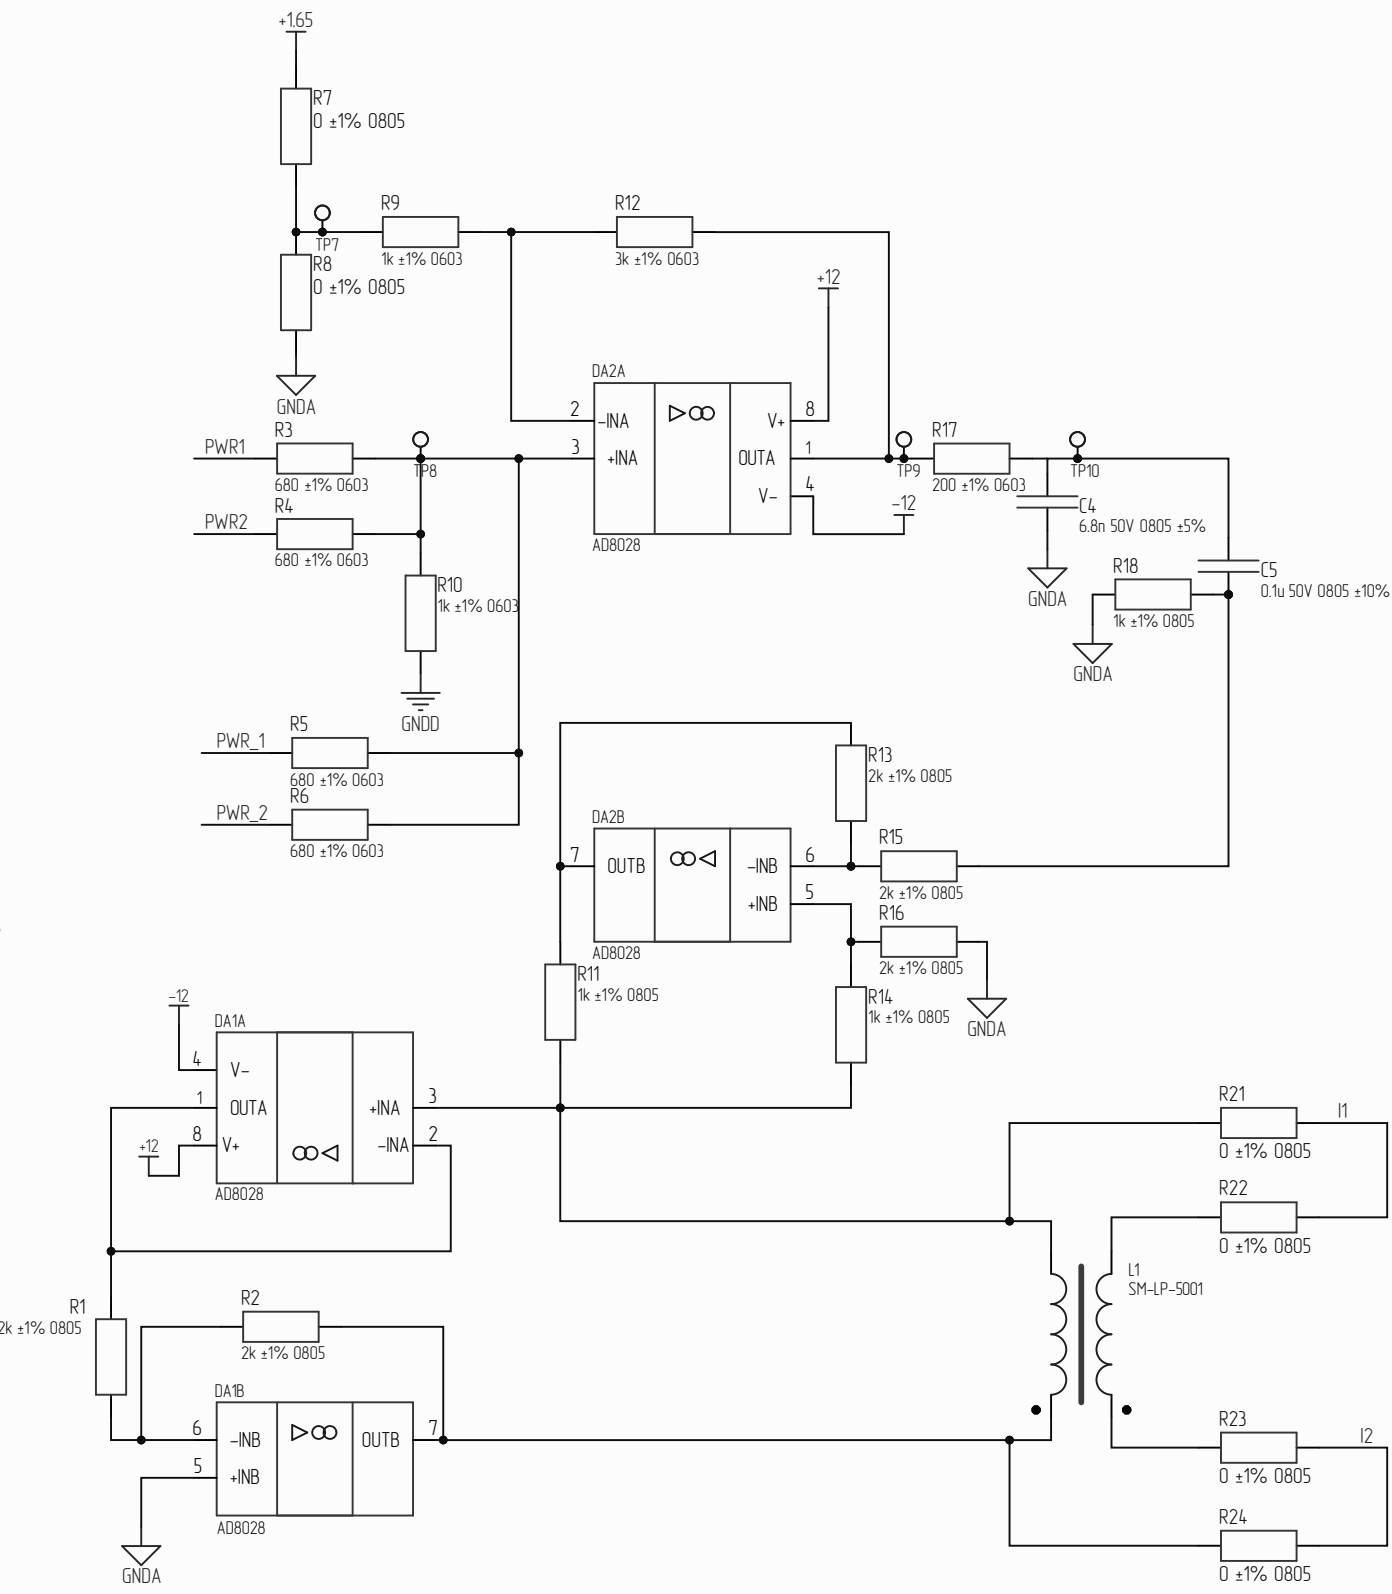 +1.65
R7
0 ±1% 0805
R9
R12
TP7
1k ±1% 0603
3k ±1% 0603
R8
0 ±1% 0805
+12
GNDA
DA2A
2
-INA
V+
8
R3
PWR1
3
+INA
OUTA
1
R17
TP8
TP9
TP10
680 ±1% 0603
V-
4
200 ±1% 0603
R4
-12
C4
6.8n 50V 0805 ±5%
PWR2
680 ±1% 0603
AD8028
R10
1k ±1% 0603
GNDA
R18
C5
0.1u 50V 0805 ±10%
1k ±1% 0805
GNDA
GNDD
R5
PWR_1
680 ±1% 0603
R6
PWR_2
680 ±1% 0603
R13
2k ±1% 0805
DA2B
7
OUTB
-INB
6
R15
2k ±1% 0805
+INB
5
R16
AD8028
2k ±1% 0805
R11
1k ±1% 0805
R14
1k ±1% 0805
GNDA
-12
DA1A
4
V-
1
OUTA
+INA
3
8
V+
-INA
2
+12
AD8028
R21
I1
0 ±1% 0805
R22
0 ±1% 0805
L1
SM-LP-5001
R1
2k ±1% 0805
R2
2k ±1% 0805
DA1B
6
-INB
OUTB
7
5
+INB
AD8028
GNDA
R23
I2
0 ±1% 0805
R24
0 ±1% 0805